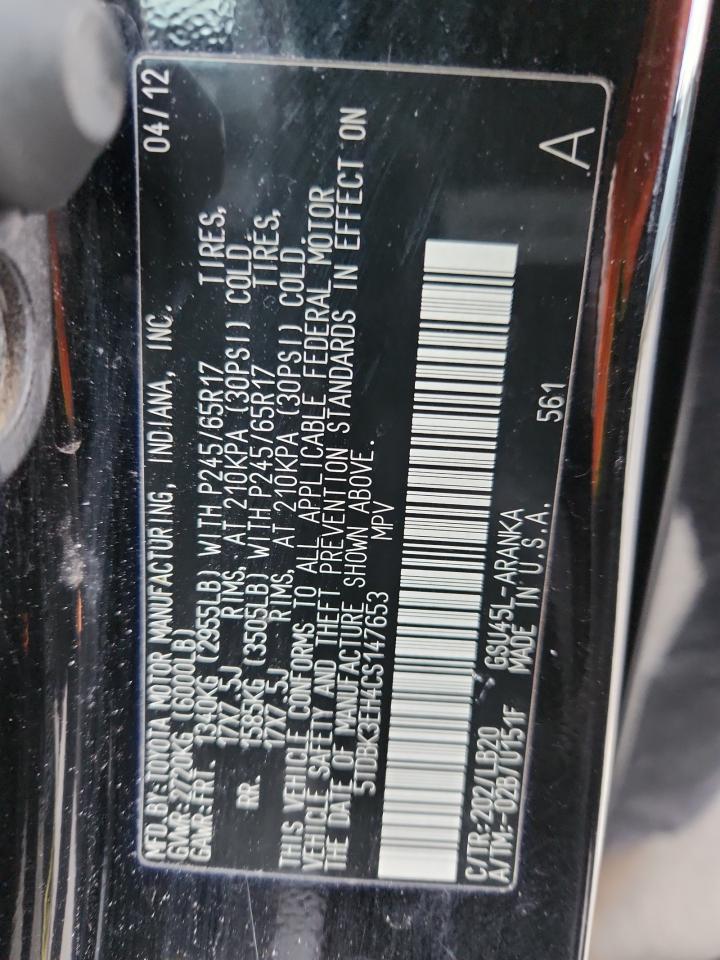 MFD BY: TOYOTA MOTOR MANUFACTURING, INDIANA, INC. 04/12
GVWR: 2720KG (6000LB)
GAWR: FRT. 1340KG (2955LB) WITH P245/65R17 TIRES,
17X7.5J RIMS, AT 210KPA (30PSI) COLD.
RR. 1585KG (3505LB) WITH P245/65R17 TIRES,
17X7.5J RIMS, AT 210KPA (30PSI) COLD.
THIS VEHICLE CONFORMS TO ALL APPLICABLE FEDERAL MOTOR
VEHICLE SAFETY AND THEFT PREVENTION STANDARDS IN EFFECT ON
THE DATE OF MANUFACTURE SHOWN ABOVE.
5TDBK3EH4CS147653 MPV
C/TR: 202/LB20 GSU45L-ARANKA 561
A/TM: -02B/U151F MADE IN U.S.A.
A